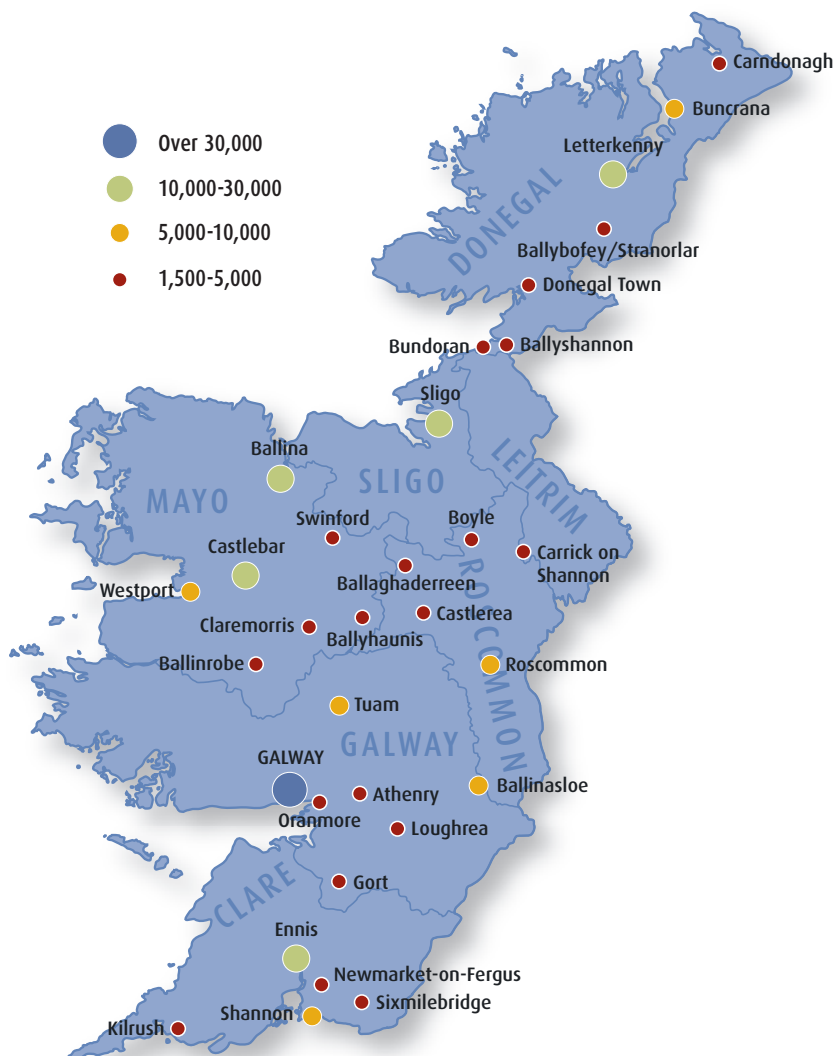 Carndonagh
Buncrana
Over 30,000
Letterkenny
10,000-30,000
DONEGAL
5,000-10,000
Ballybofey/Stranorlar
1,500-5,000
Donegal Town
Bundoran
Ballyshannon
Sligo
Ballina
LEITRIM
SLIGO
MAYO
Swinford
Boyle
Castlebar
Carrick on
Shannon
Ballaghaderreen
Westport
ROSCOMMON
Castlerea
Claremorris
Ballyhaunis
Ballinrobe
Roscommon
Tuam
GALWAY
GALWAY
Ballinasloe
Athenry
Oranmore
Loughrea
CLARE
Gort
Ennis
Newmarket-on-Fergus
Sixmilebridge
Shannon
Kilrush